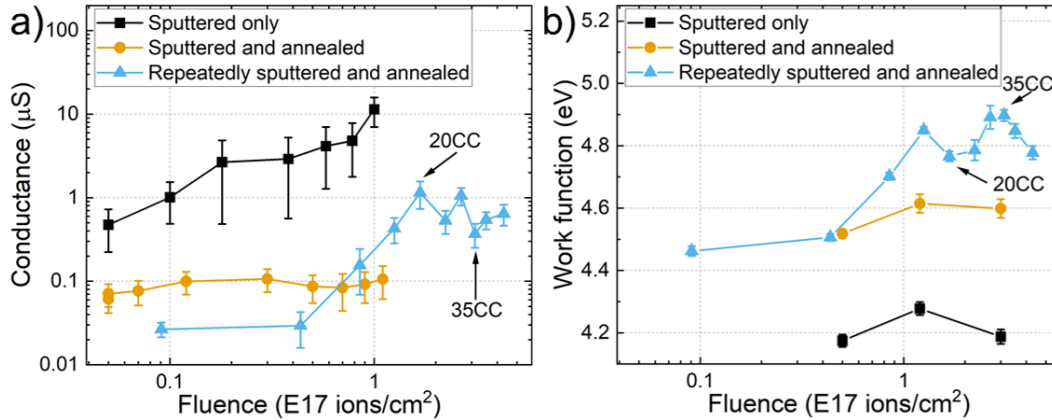 a)
Sputtered only
Sputtered and annealed
Repeatedly sputtered and annealed
100
10
1
0.1
0.01
Conductance (μS)
20CC
35CC
0.1
1
Fluence (E17 ions/cm²)
b)
Sputtered only
Sputtered and annealed
Repeatedly sputtered and annealed
5.2
5.0
4.8
4.6
4.4
4.2
Work function (eV)
35CC
20CC
0.1
1
Fluence (E17 ions/cm²)